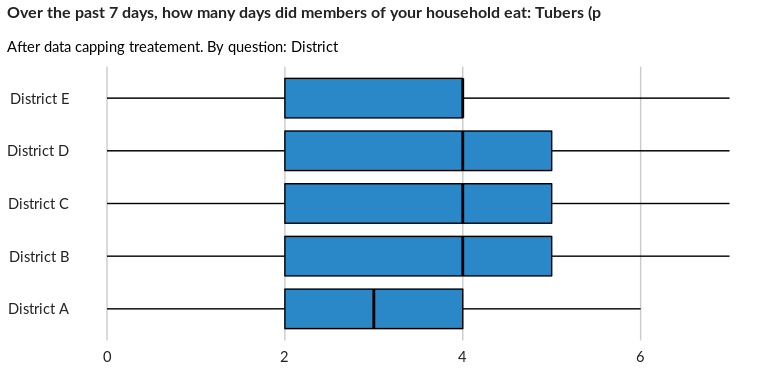 Over the past 7 days, how many days did members of your household eat: Tubers (p
After data capping treatement. By question: District
District E
District D
District C
District B
District A
0 2 4 6